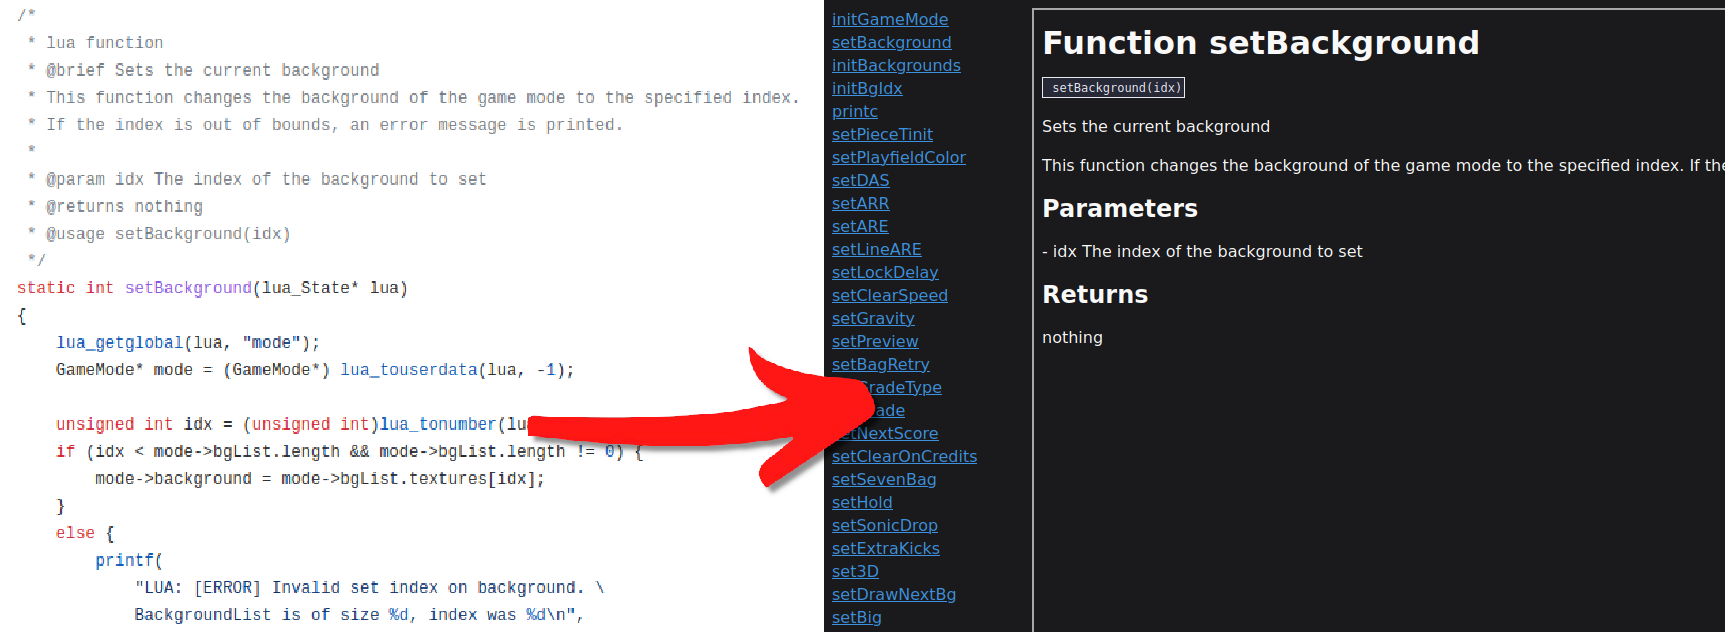 /*
 * lua function
 * @brief Sets the current background
 * This function changes the background of the game mode to the specified index.
 * If the index is out of bounds, an error message is printed.
 *
 * @param idx The index of the background to set
 * @returns nothing
 * @usage setBackground(idx)
 */
static int setBackground(lua_State* lua)
{
    lua_getglobal(lua, "mode");
    GameMode* mode = (GameMode*) lua_touserdata(lua, -1);

    unsigned int idx = (unsigned int)lua_tonumber(
    if (idx < mode->bgList.length && mode->bgList.length != 0) {
        mode->background = mode->bgList.textures[idx];
    }
    else {
        printf(
            "LUA: [ERROR] Invalid set index on background. \
            BackgroundList is of size %d, index was %d\n",
initGameMode
setBackground
initBackgrounds
initBgIdx
printc
setPieceTinit
setPlayfieldColor
setDAS
setARR
setARE
setLineARE
setLockDelay
setClearSpeed
setGravity
setPreview
setBagRetry
GradeType
ade
etNextScore
setClearOnCredits
setSevenBag
setHold
setSonicDrop
setExtraKicks
set3D
setDrawNextBg
setBig
Function setBackground
setBackground(idx)
Sets the current background
This function changes the background of the game mode to the specified index. If the
Parameters
- idx The index of the background to set
Returns
nothing